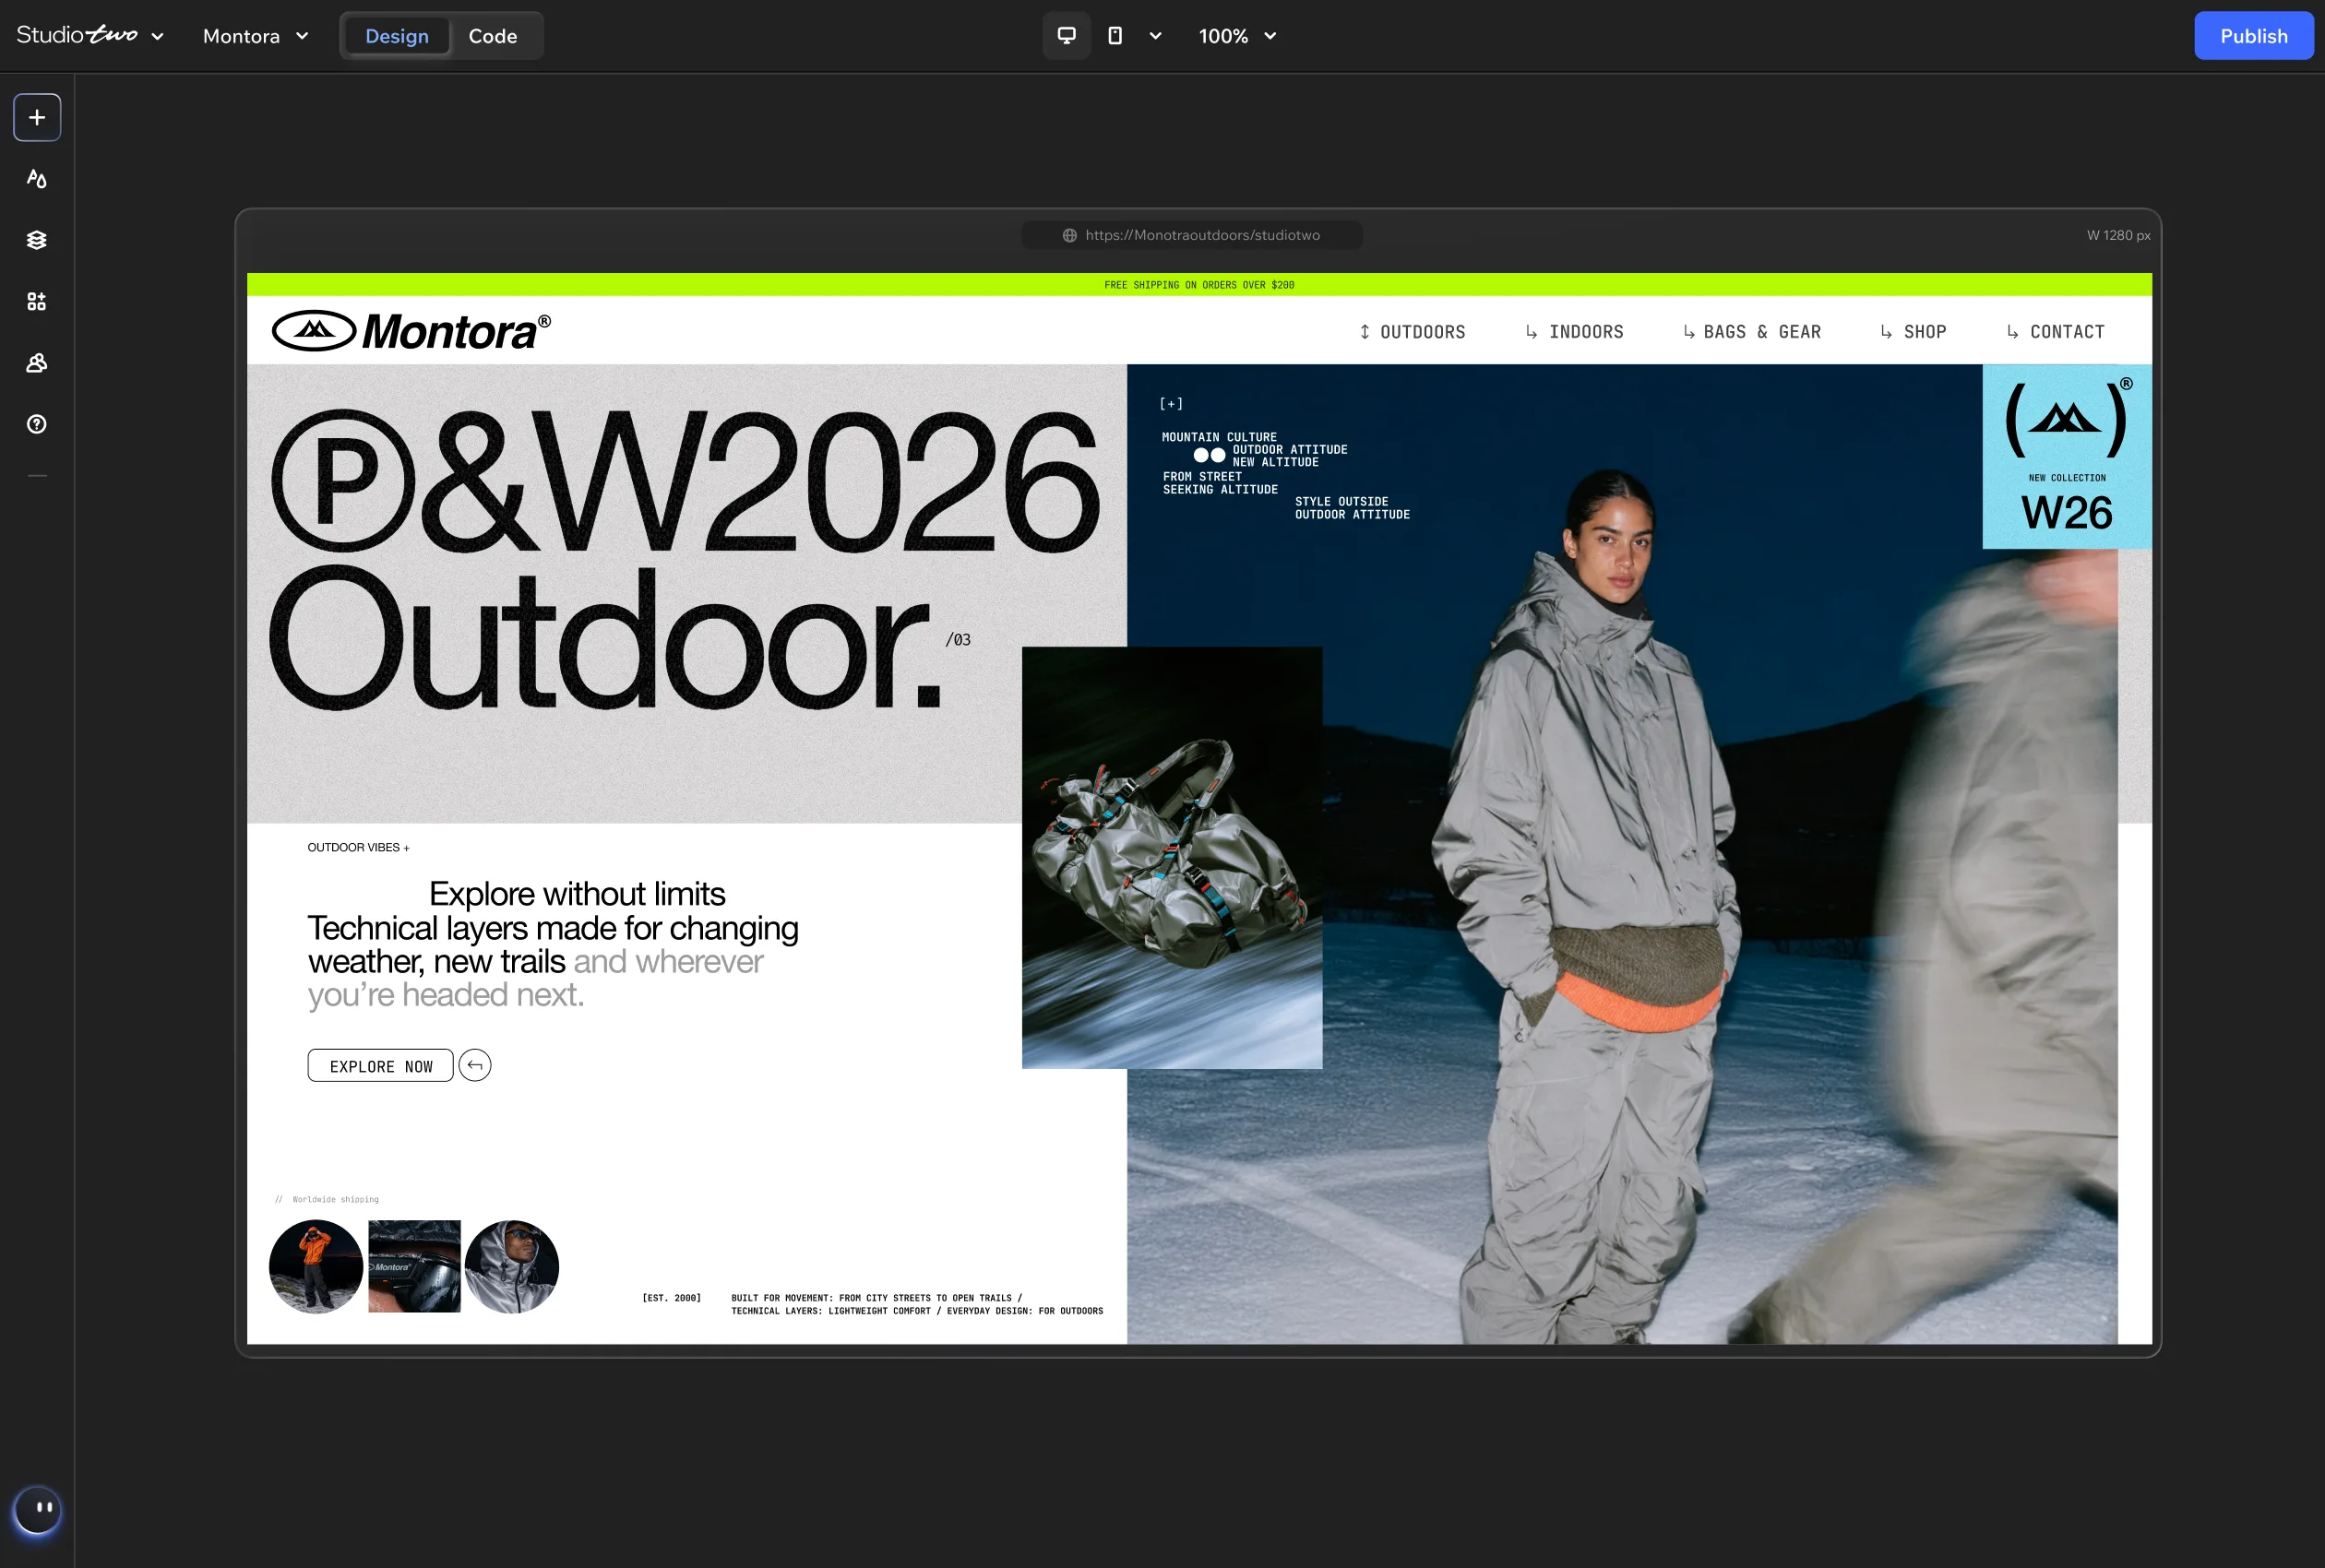 Studio two
Montora
Design
Code
100%
Publish
https://Monotraoutdoors/studiotwo
W 1280 px
FREE SHIPPING ON ORDERS OVER $200
Montora®
↕ OUTDOORS
↳ INDOORS
↳ BAGS & GEAR
↳ SHOP
↳ CONTACT
Ⓟ&W2026
Outdoor.
/03
[+]
MOUNTAIN CULTURE
OUTDOOR ATTITUDE
NEW ALTITUDE
FROM STREET
SEEKING ALTITUDE
STYLE OUTSIDE
OUTDOOR ATTITUDE
®
NEW COLLECTION
W26
OUTDOOR VIBES +
Explore without limits
Technical layers made for changing
weather, new trails and wherever
you’re headed next.
EXPLORE NOW
// Worldwide shipping
Montora®
[EST. 2000]
BUILT FOR MOVEMENT: FROM CITY STREETS TO OPEN TRAILS /
TECHNICAL LAYERS: LIGHTWEIGHT COMFORT / EVERYDAY DESIGN: FOR OUTDOORS